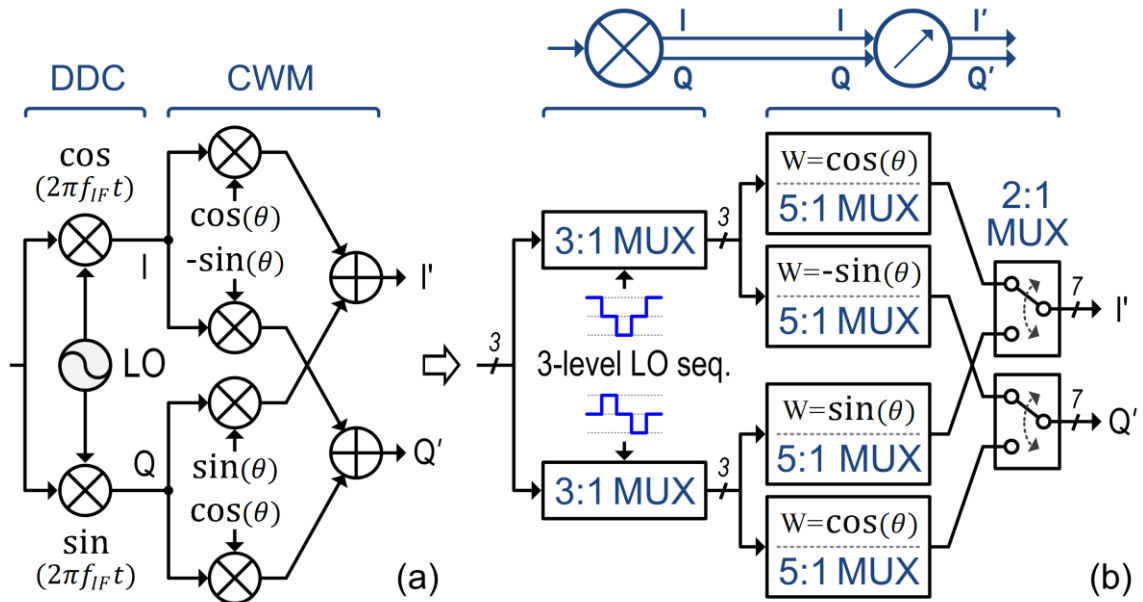 DDC
CWM
cos
(2πf_IF t)
I
LO
Q
sin
(2πf_IF t)
cos(θ)
-sin(θ)
sin(θ)
cos(θ)
I'
Q'
(a)
I
Q
I
Q
I'
Q'
3
3:1 MUX
3-level LO seq.
3:1 MUX
3
3
W=cos(θ)
5:1 MUX
W=-sin(θ)
5:1 MUX
W=sin(θ)
5:1 MUX
W=cos(θ)
5:1 MUX
2:1
MUX
7
I'
7
Q'
(b)